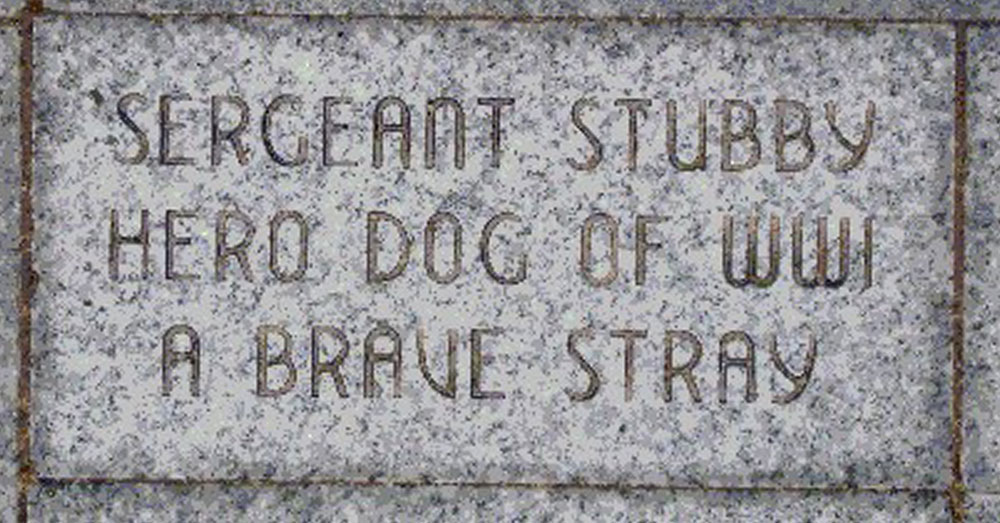 SERGEANT STUBBY
HERO DOG OF WWI
A BRAVE STRAY